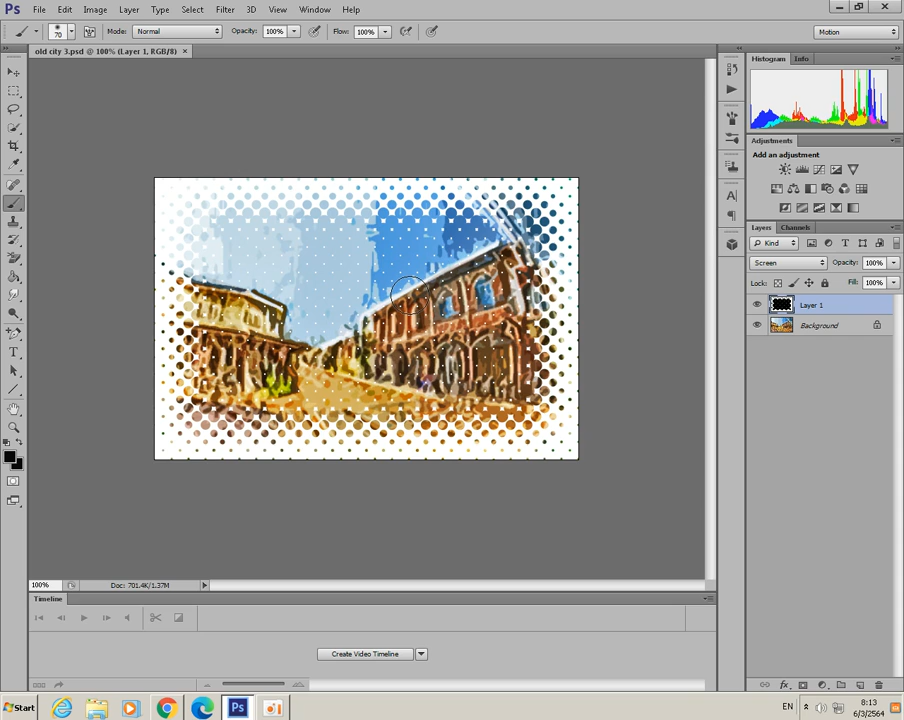 Ps File Edit Image Layer Type Select Filter 3D View Window Help
70 Mode: Normal Opacity: 100% Flow: 100% Motion
old city 3.psd @ 100% (Layer 1, RGB/8) ×
Histogram Info
Adjustments
Add an adjustment
Layers Channels
Kind
Screen Opacity: 100%
Lock: Fill: 100%
Layer 1
Background
100% Doc: 701.4K/1.37M
Timeline
Create Video Timeline
Start Ps EN 8:13
6/3/2564